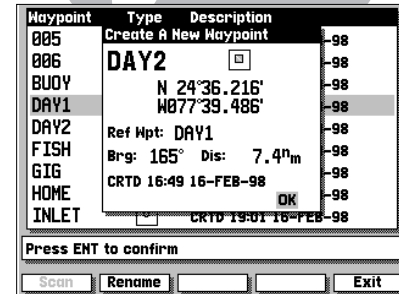 Waypoint Type Description
005 -98
Create A New Waypoint
006 -98
DAY2
BUOY -98
N 24°36.216'
DAY1 -98
W077°39.486'
DAY2 -98
Ref Wpt: DAY1
FISH -98
Brg: 165° Dis: 7.4nm
GIG -98
CRTD 16:49 16-FEB-98
HOME -98
OK
INLET CRTD 19:01 16-FEB-98
Press ENT to confirm
Scan Rename Exit